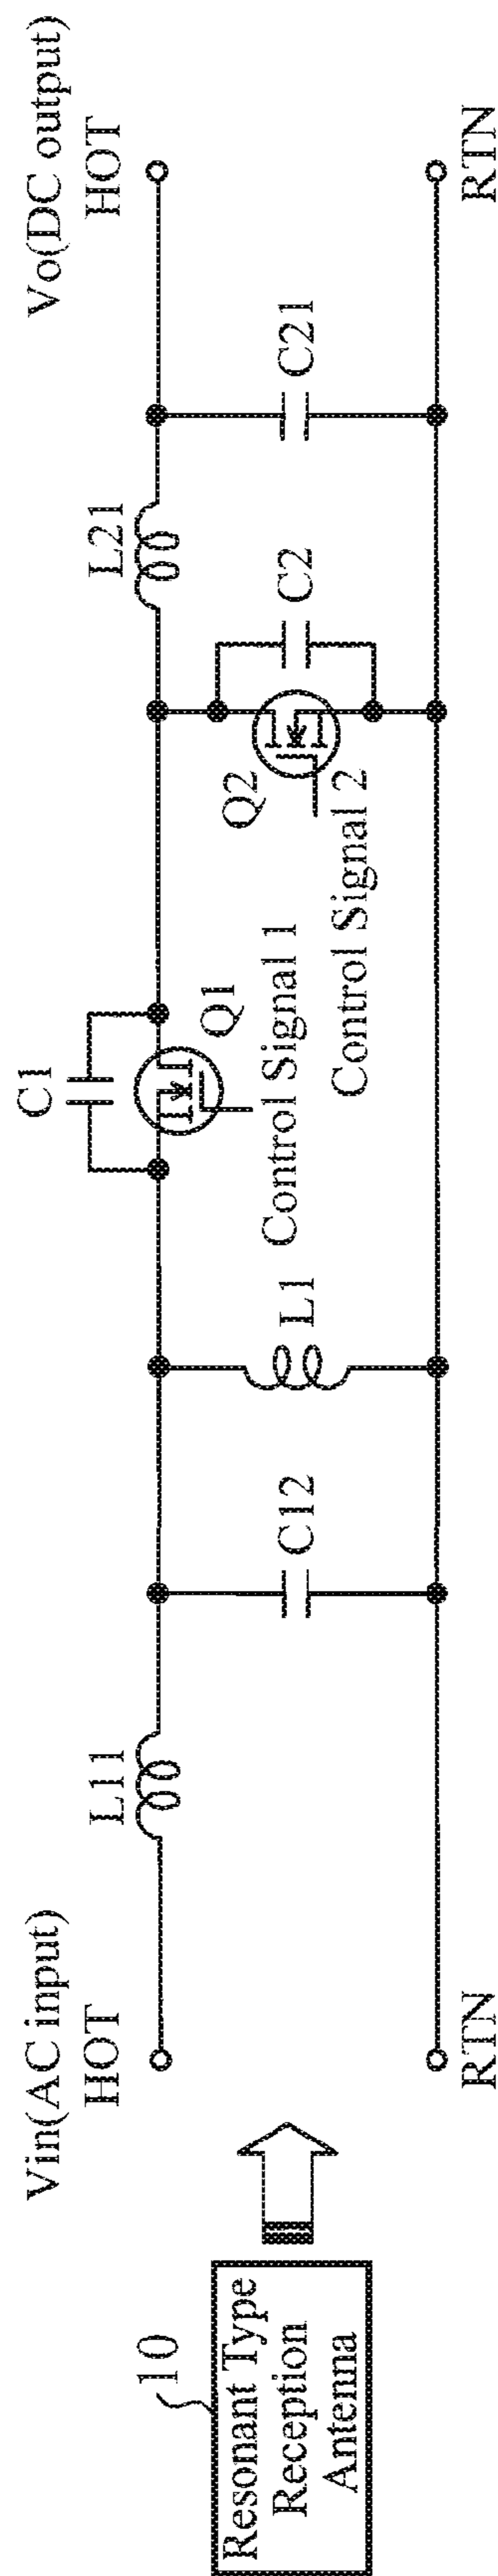 Vin(AC input)
HOT
Vo(DC output)
HOT
C1
L11
L21
Q1
Control Signal 1
Q2
C2
C21
Control Signal 2
L1
C12
10
Resonant Type
Reception
Antenna
RTN
RTN